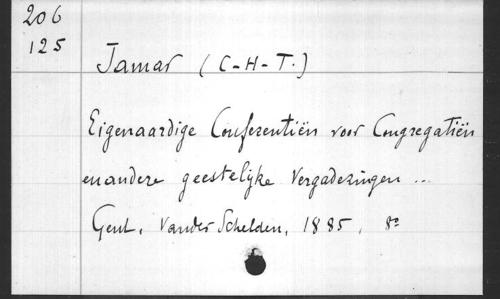 206
125
Jamar (C-H-T.)
Eigenaardige Conferentiën voor Congregatiën
en andere geestelijke Vergaderingen ...
Gent, Vander Schelden, 1885, 8º